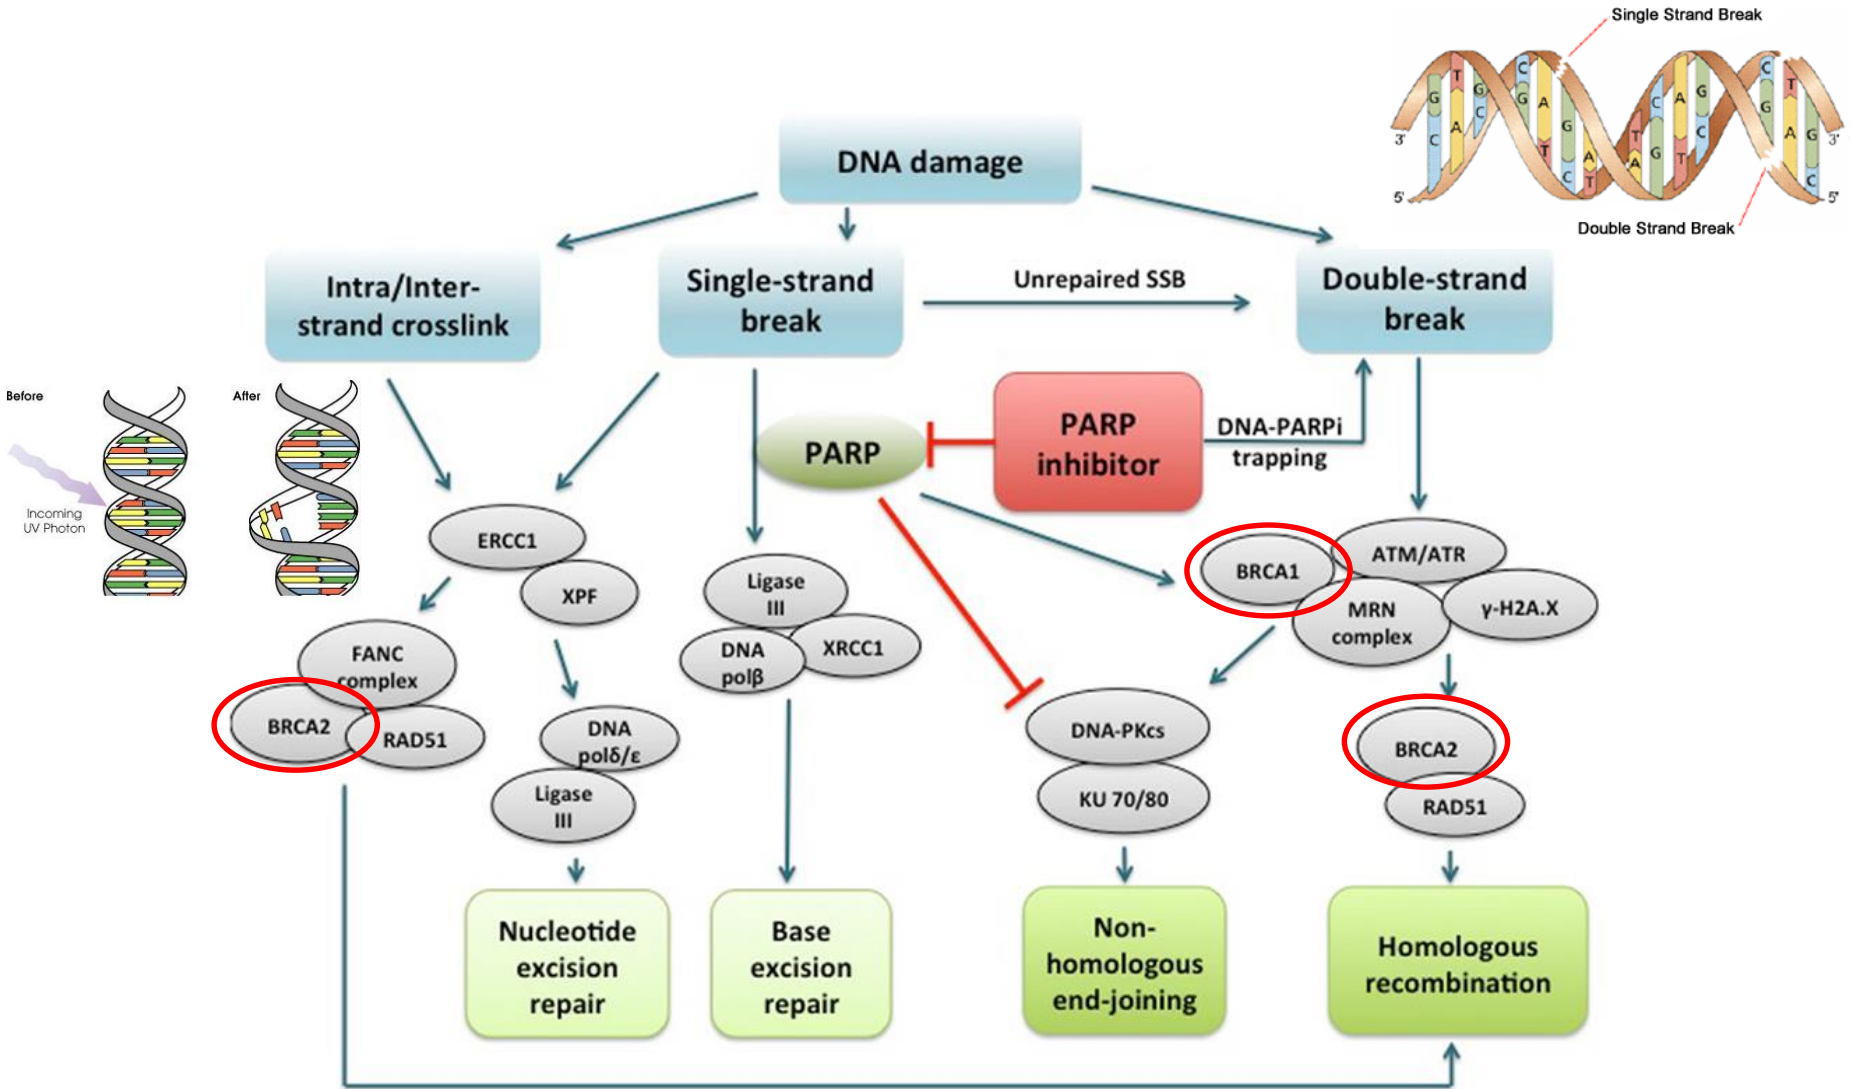 Single Strand Break
T
C
C
T
G
G
G
A
A
C
A
G
G
C
A
C
G
T
T
A
G
C
T
A
G
T
C
A
T
G
A
G
C
3'
3'
5'
5'
Double Strand Break
DNA damage
Intra/Inter-
strand crosslink
Single-strand
break
Unrepaired SSB
Double-strand
break
Before
After
Incoming
UV Photon
PARP
PARP
inhibitor
DNA-PARPi
trapping
ERCC1
XPF
Ligase
III
DNA
polβ
XRCC1
BRCA1
ATM/ATR
MRN
complex
γ-H2A.X
FANC
complex
BRCA2
RAD51
DNA
polδ/ε
Ligase
III
DNA-PKcs
KU 70/80
BRCA2
RAD51
Nucleotide
excision
repair
Base
excision
repair
Non-
homologous
end-joining
Homologous
recombination